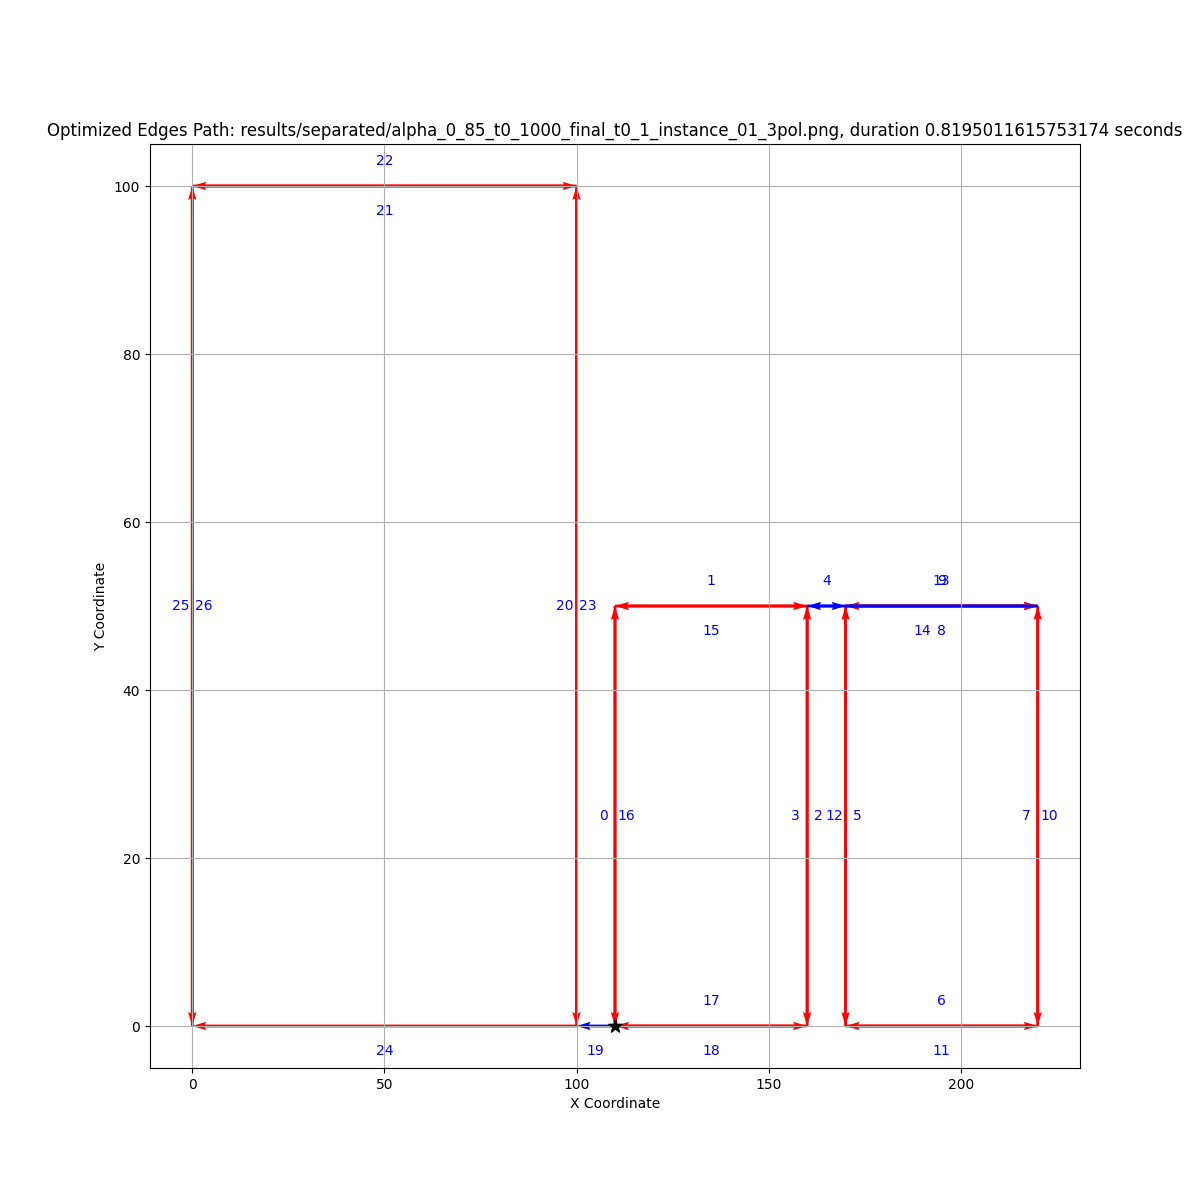 Optimized Edges Path: results/separated/alpha_0_85_t0_1000_final_t0_1_instance_01_3pol.png, duration 0.8195011615753174 seconds
22
100
21
80
60
1 4 13 9
25 26 20 23
15 14 8
40
0 16 3 2 12 5 7 10
20
17 6
0
24 19 18 11
0 50 100 150 200
X Coordinate
Y Coordinate